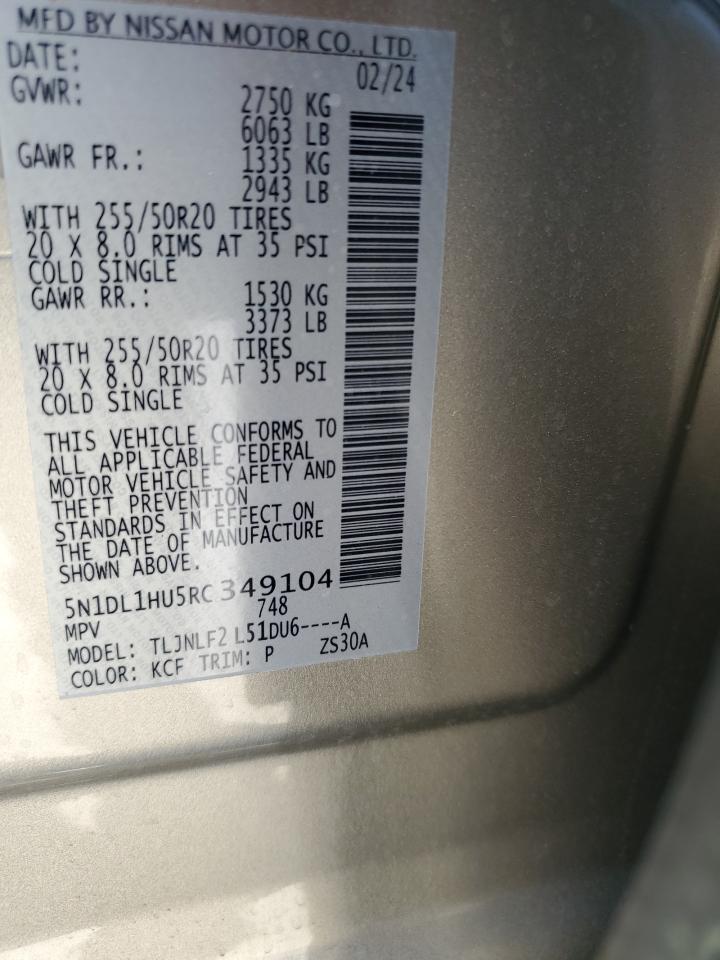 MFD BY NISSAN MOTOR CO., LTD.
DATE: 02/24
GVWR: 2750 KG
6063 LB
GAWR FR.: 1335 KG
2943 LB
WITH 255/50R20 TIRES
20 X 8.0 RIMS AT 35 PSI
COLD SINGLE
GAWR RR.: 1530 KG
3373 LB
WITH 255/50R20 TIRES
20 X 8.0 RIMS AT 35 PSI
COLD SINGLE
THIS VEHICLE CONFORMS TO
ALL APPLICABLE FEDERAL
MOTOR VEHICLE SAFETY AND
THEFT PREVENTION
STANDARDS IN EFFECT ON
THE DATE OF MANUFACTURE
SHOWN ABOVE.
5N1DL1HU5RC349104
MPV 748
MODEL: TLJNLF2 L51DU6----A
COLOR: KCF TRIM: P ZS30A